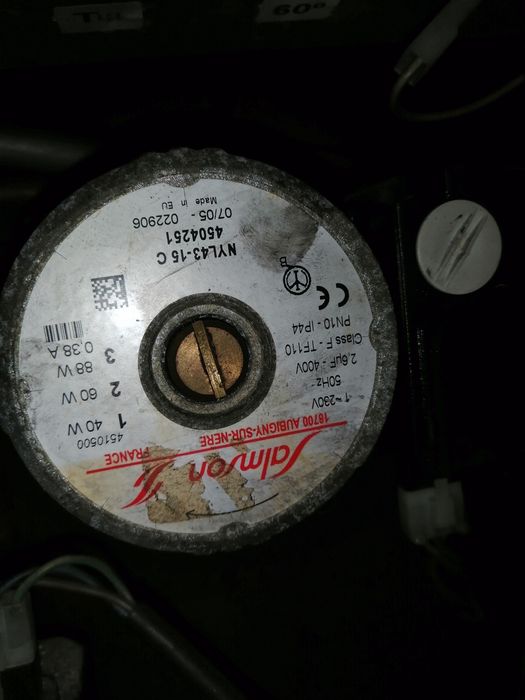 Salmson
18700 AUBIGNY-SUR-NERE
FRANCE
1~230V
50Hz
2,6µF - 400V
Class F - TF110
PN10 - IP44
CE
B
4510500
1 40 W
2 60 W
3 88 W
0,38 A
NYL43-15 C
4504251
07/05 - 022906
Made in EU
60°